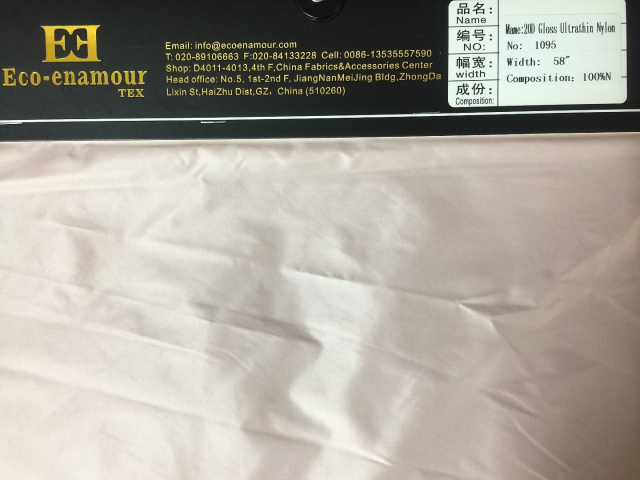 EE
Eco-enamour
TEX
Email: info@ecoenamour.com
T: 020-89106663 F:020-84133228 Cell: 0086-13535557590
Shop: D4011-4013,4th F,China Fabrics&Accessories Center
Head office: No.5, 1st-2nd F, JiangNanMeiJing Bldg,ZhongDa
Lixin St,HaiZhu Dist,GZ, China (510260)
品名:
Name
Mame:20D Gloss Ultrathin Nylon
编号:
NO:
No: 1095
幅宽:
width
Width: 58"
成份:
Composition:
Composition: 100%N